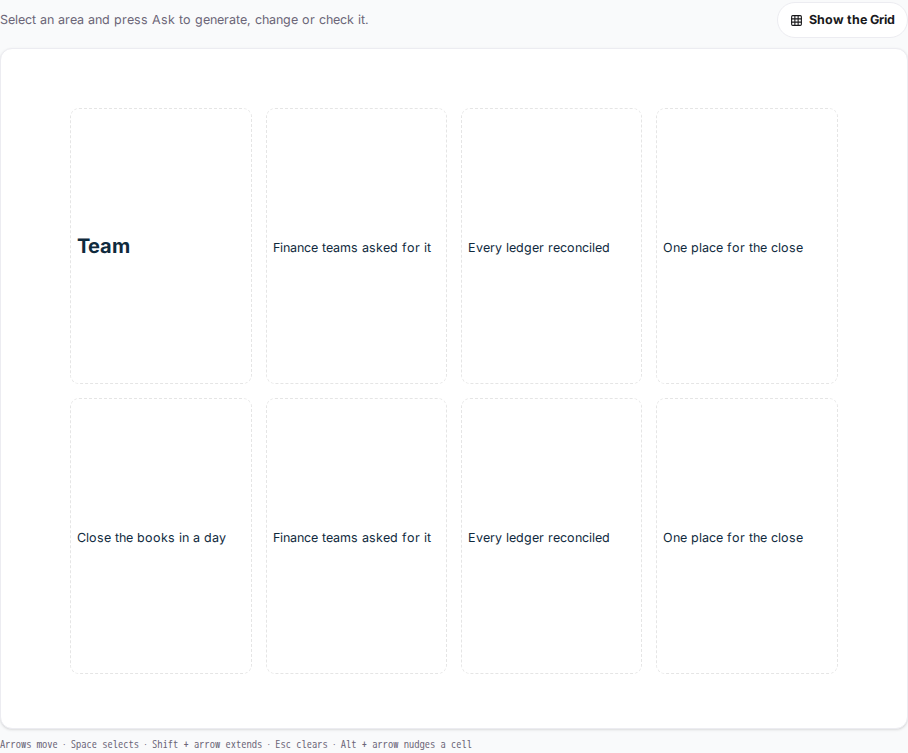 Select an area and press Ask to generate, change or check it.
Show the Grid
Team
Finance teams asked for it
Every ledger reconciled
One place for the close
Close the books in a day
Finance teams asked for it
Every ledger reconciled
One place for the close
Arrows move · Space selects · Shift + arrow extends · Esc clears · Alt + arrow nudges a cell